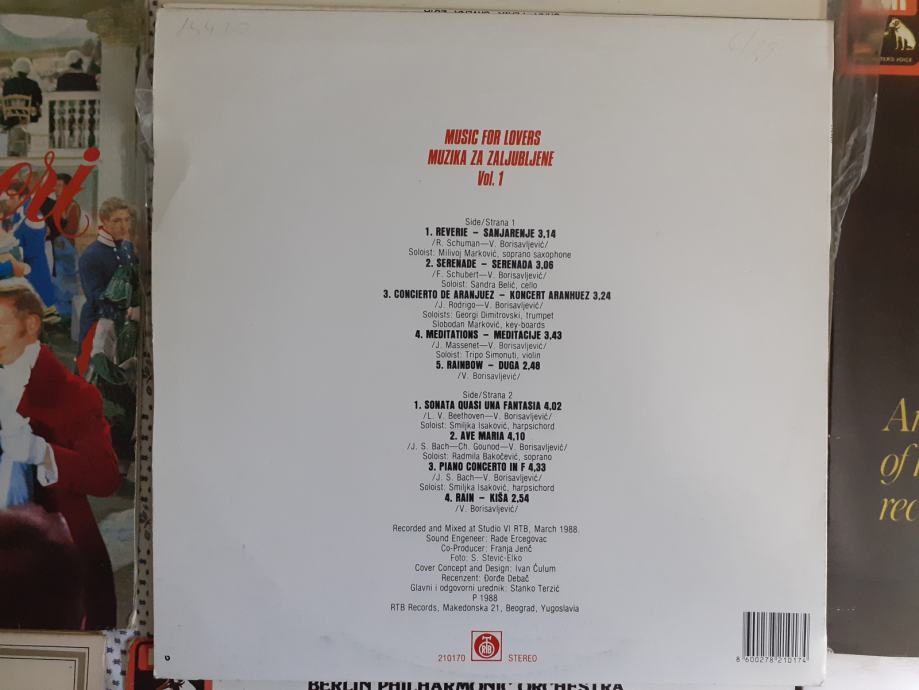 MUSIC FOR LOVERS
MUZIKA ZA ZALJUBLJENE
Vol. 1
Side/Strana 1
1. REVERIE – SANJARENJE 3,14
/R. Schuman—V. Borisavljević/
Soloist: Milivoj Marković, soprano saxophone
2. SERENADE – SERENADA 3,06
/F. Schubert—V. Borisavljević/
Soloist: Sandra Belić, cello
3. CONCIERTO DE ARANJUEZ – KONCERT ARANHUEZ 3,24
/J. Rodrigo—V. Borisavljević/
Soloists: Georgi Dimitrovski, trumpet
Slobodan Marković, key-boards
4. MEDITATIONS – MEDITACIJE 3,43
/J. Massenet—V. Borisavljević/
Soloist: Tripo Simonuti, violin
5. RAINBOW – DUGA 2,48
/V. Borisavljević/
Side/Strana 2
1. SONATA QUASI UNA FANTASIA 4,02
/L. V. Beethoven—V. Borisavljević/
Soloist: Smiljka Isaković, harpsichord
2. AVE MARIA 4,10
/J. S. Bach—Ch. Gounod—V. Borisavljević/
Soloist: Radmila Bakočević, soprano
3. PIANO CONCERTO IN F 4,33
/J. S. Bach—V. Borisavljević/
Soloist: Smiljka Isaković, harpsichord
4. RAIN – KIŠA 2,54
/V. Borisavljević/
Recorded and Mixed at Studio VI RTB, March 1988.
Sound Engeneer: Rade Ercegovac
Co-Producer: Franja Jenč
Foto: S. Stević-Elko
Cover Concept and Design: Ivan Ćulum
Recenzent: Đorđe Debač
Glavni i odgovorni urednik: Stanko Terzić
P 1988
RTB Records, Makedonska 21, Beograd, Yugoslavia
210170 RTB STEREO
8 600278 210174
BERLIN PHILHARMONIC ORCHESTRA
of
rec